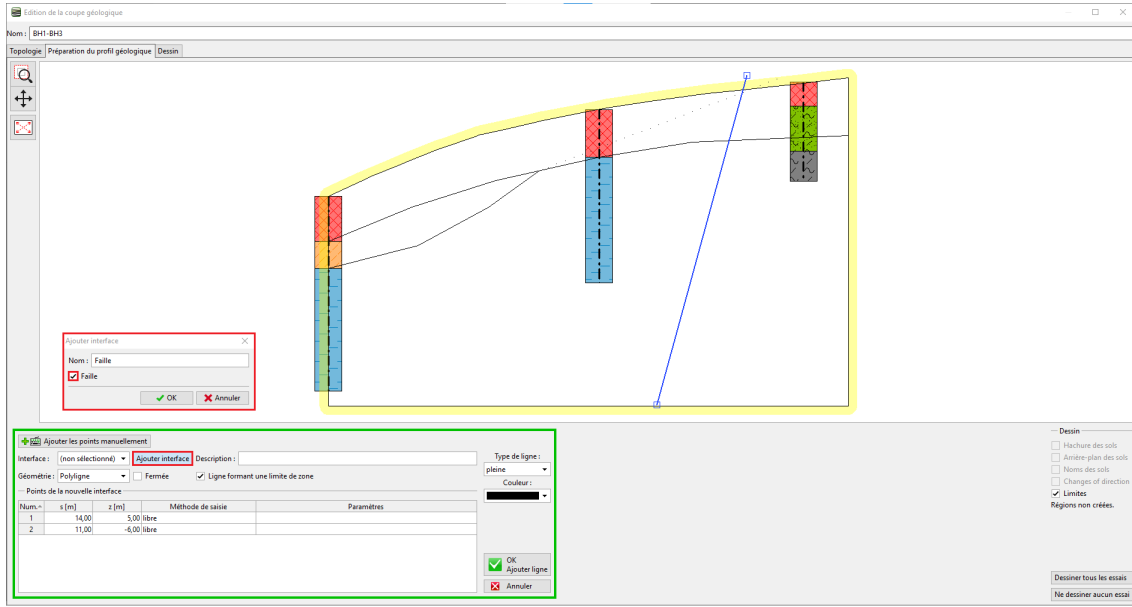 Edition de la coupe géologique
Nom : BH1-BH3
Topologie Préparation du profil géologique Dessin
Ajouter interface
Nom : Faille
Faille
OK Annuler
Ajouter les points manuellement
Interface : (non sélectionné) Ajouter interface Description :
Géométrie : Polyligne Fermée Ligne formant une limite de zone
Points de la nouvelle interface
Num. s [m] z [m] Méthode de saisie Paramètres
1 14,00 5,00 libre
2 11,00 -6,00 libre
Type de ligne :
pleine
Couleur :
OK
Ajouter ligne
Annuler
Dessin
Hachure des sols
Arrière-plan des sols
Noms des sols
Changes of direction
Limites
Régions non créées.
Dessiner tous les essais
Ne dessiner aucun essai